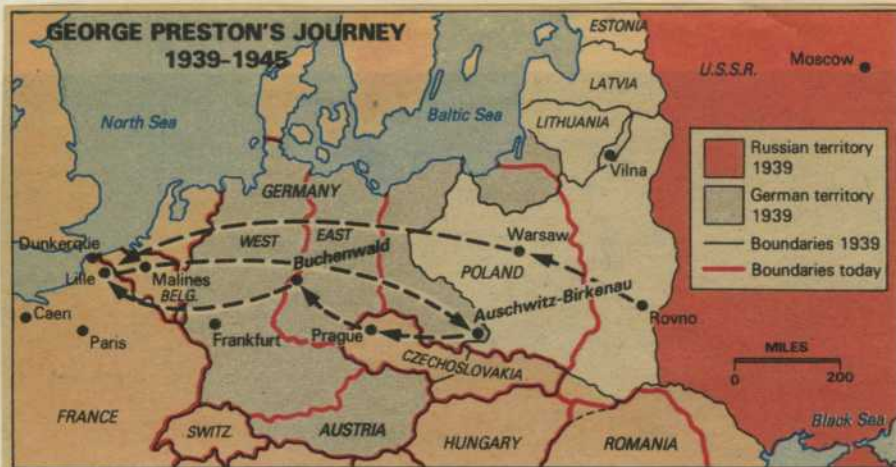 GEORGE PRESTON'S JOURNEY
1939–1945
ESTONIA
U.S.S.R.
Moscow
LATVIA
North Sea
Baltic Sea
LITHUANIA
Vilna
Russian territory
1939
German territory
1939
Boundaries 1939
Boundaries today
GERMANY
WEST
EAST
Dunkerque
Lille
Malines
BELG.
Buchenwald
Warsaw
POLAND
Auschwitz-Birkenau
Rovno
Caen
Paris
Frankfurt
Prague
CZECHOSLOVAKIA
MILES
0
200
FRANCE
SWITZ.
AUSTRIA
HUNGARY
ROMANIA
Black Sea